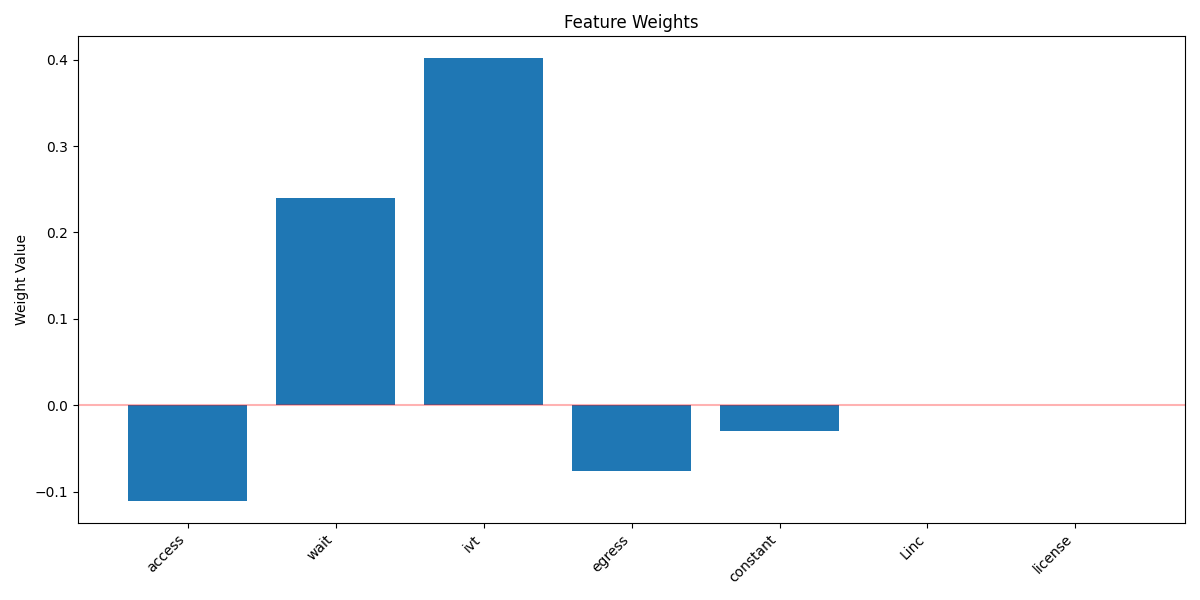 Feature Weights
0.4
0.3
0.2
0.1
0.0
−0.1
Weight Value
access
wait
ivt
egress
constant
Linc
license